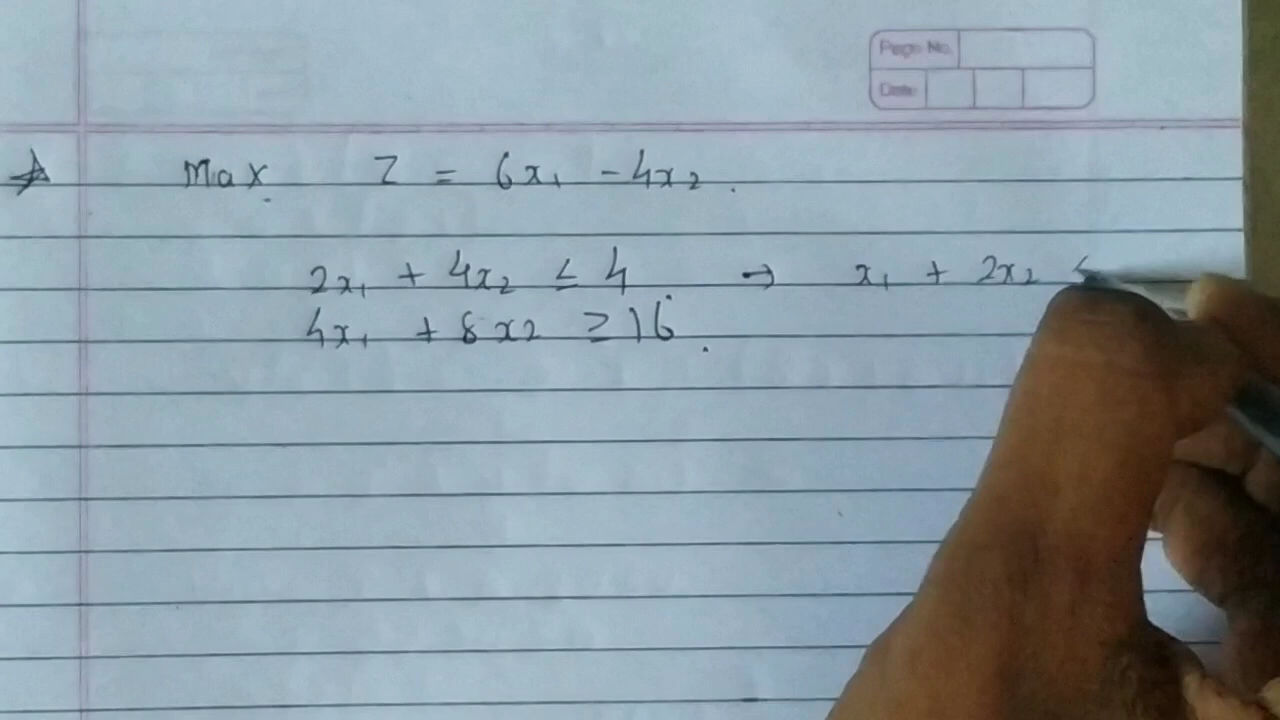 Page No.
Date
Max Z = 6x₁ - 4x₂.
2x₁ + 4x₂ ≤ 4 → x₁ + 2x₂
4x₁ + 8x₂ ≥ 16.